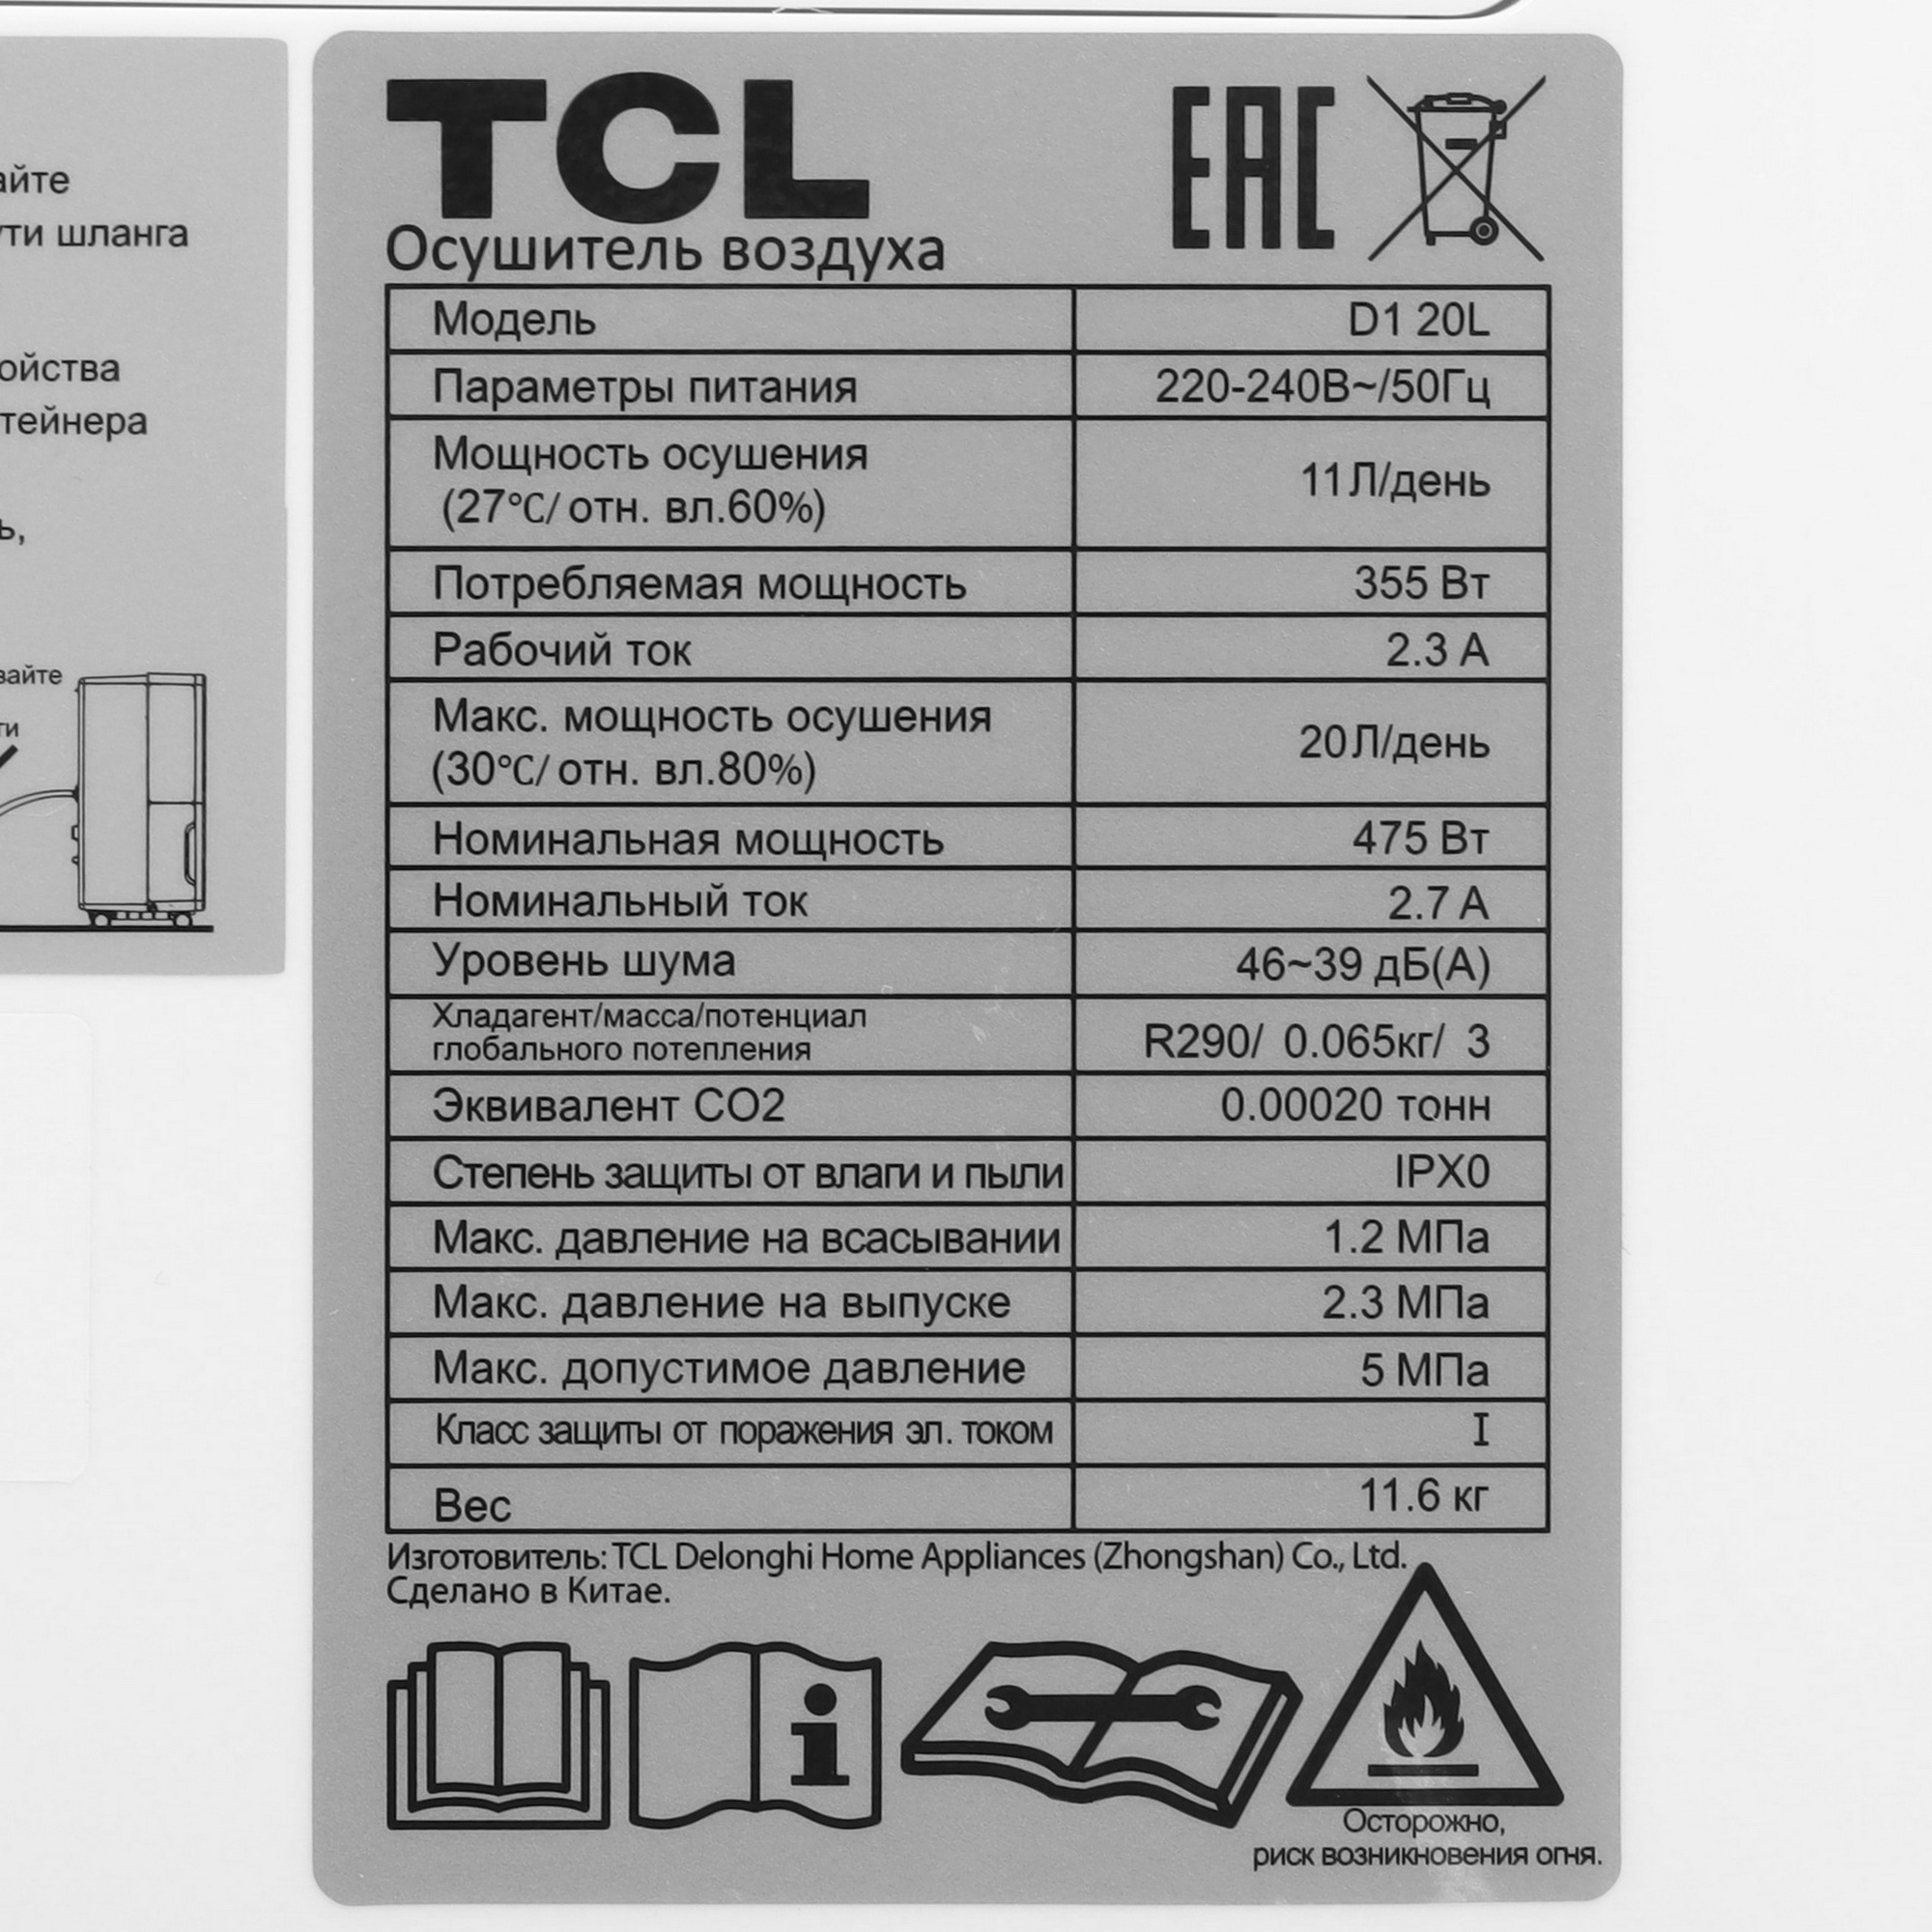 айте
ути шланга
ойства
тейнера
ь,
вайте
ти
TCL
EAC
Осушитель воздуха
Модель D1 20L
Параметры питания 220-240В~/50Гц
Мощность осушения
(27℃/ отн. вл.60%) 11Л/день
Потребляемая мощность 355 Вт
Рабочий ток 2.3 А
Макс. мощность осушения
(30℃/ отн. вл.80%) 20Л/день
Номинальная мощность 475 Вт
Номинальный ток 2.7 А
Уровень шума 46~39 дБ(А)
Хладагент/масса/потенциал
глобального потепления R290/ 0.065кг/ 3
Эквивалент CO2 0.00020 тонн
Степень защиты от влаги и пыли IPX0
Макс. давление на всасывании 1.2 МПа
Макс. давление на выпуске 2.3 МПа
Макс. допустимое давление 5 МПа
Класс защиты от поражения эл. током I
Вес 11.6 кг
Изготовитель: TCL Delonghi Home Appliances (Zhongshan) Co., Ltd.
Сделано в Китае.
Осторожно,
риск возникновения огня.